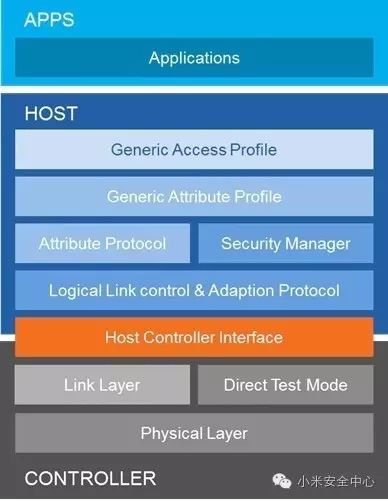 APPS
Applications
HOST
Generic Access Profile
Generic Attribute Profile
Attribute Protocol
Security Manager
Logical Link control & Adaption Protocol
Host Controller Interface
Link Layer
Direct Test Mode
Physical Layer
CONTROLLER
小米安全中心